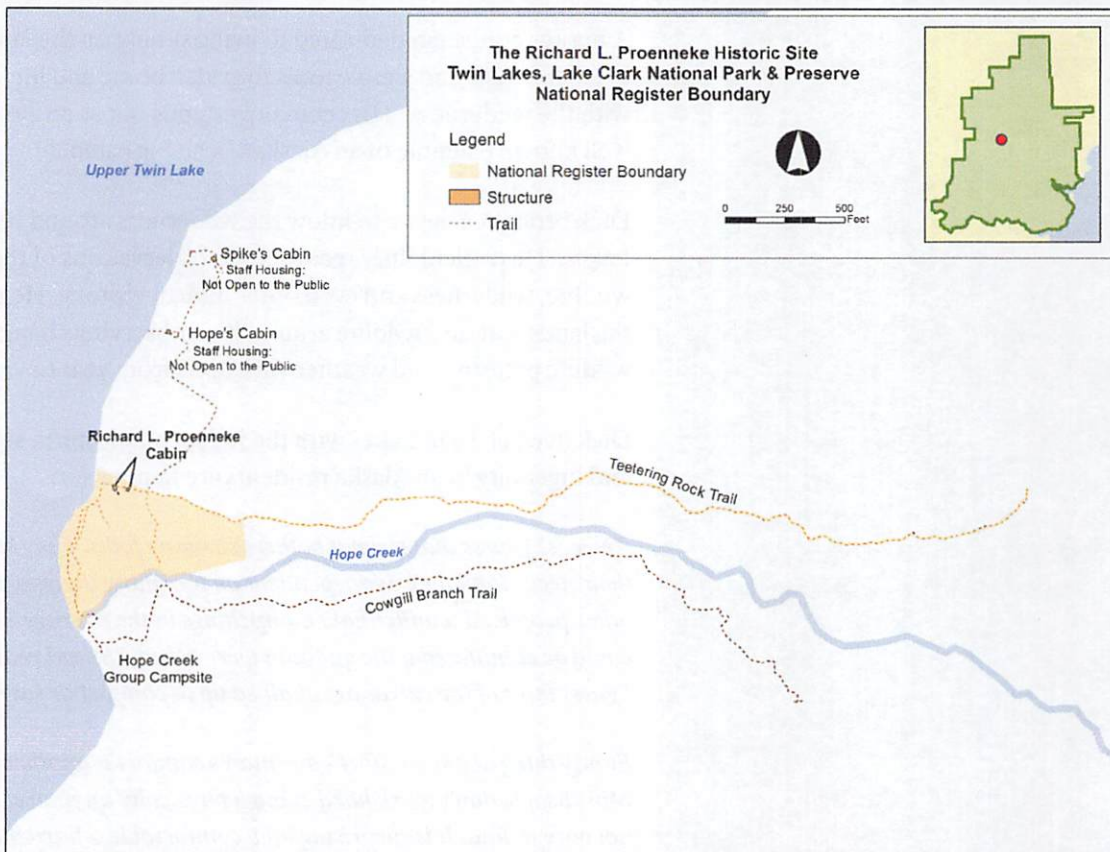 The Richard L. Proenneke Historic Site
Twin Lakes, Lake Clark National Park & Preserve
National Register Boundary
Legend
National Register Boundary
Structure
Trail
0 250 500
Feet
Upper Twin Lake
Spike's Cabin
Staff Housing:
Not Open to the Public
Hope's Cabin
Staff Housing:
Not Open to the Public
Richard L. Proenneke
Cabin
Teetering Rock Trail
Hope Creek
Cowgill Branch Trail
Hope Creek
Group Campsite